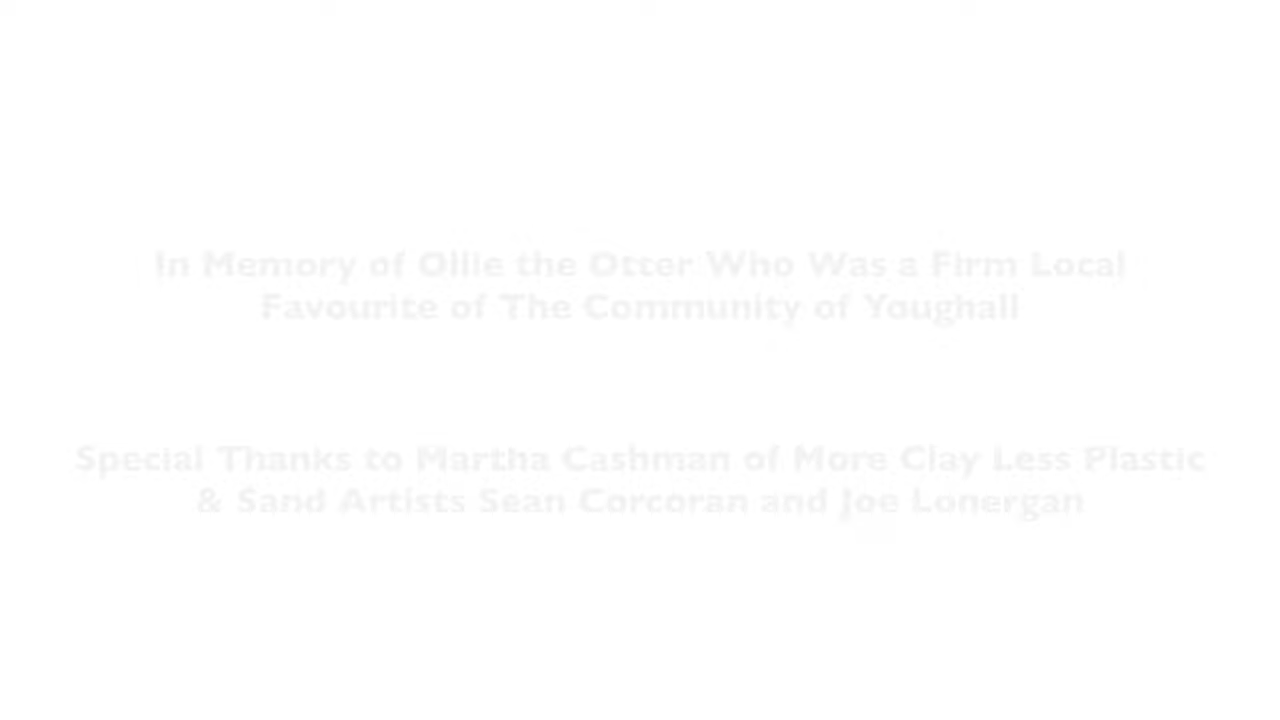 In Memory of Ollie the Otter Who Was a Firm Local
Favourite of The Community of Youghall
Special Thanks to Martha Cashman of More Clay Less Plastic
& Sand Artists Sean Corcoran and Joe Lonergan